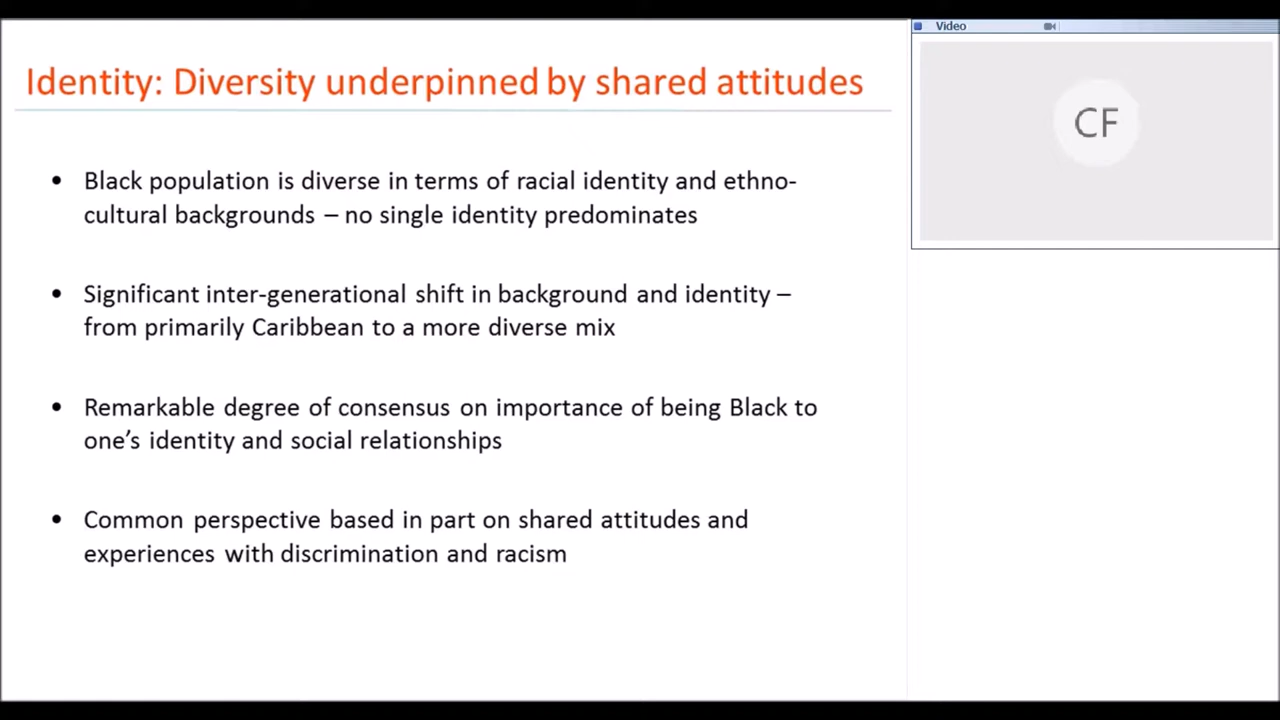 Identity: Diversity underpinned by shared attitudes
• Black population is diverse in terms of racial identity and ethno-
cultural backgrounds – no single identity predominates
• Significant inter-generational shift in background and identity –
from primarily Caribbean to a more diverse mix
• Remarkable degree of consensus on importance of being Black to
one’s identity and social relationships
• Common perspective based in part on shared attitudes and
experiences with discrimination and racism
Video
CF